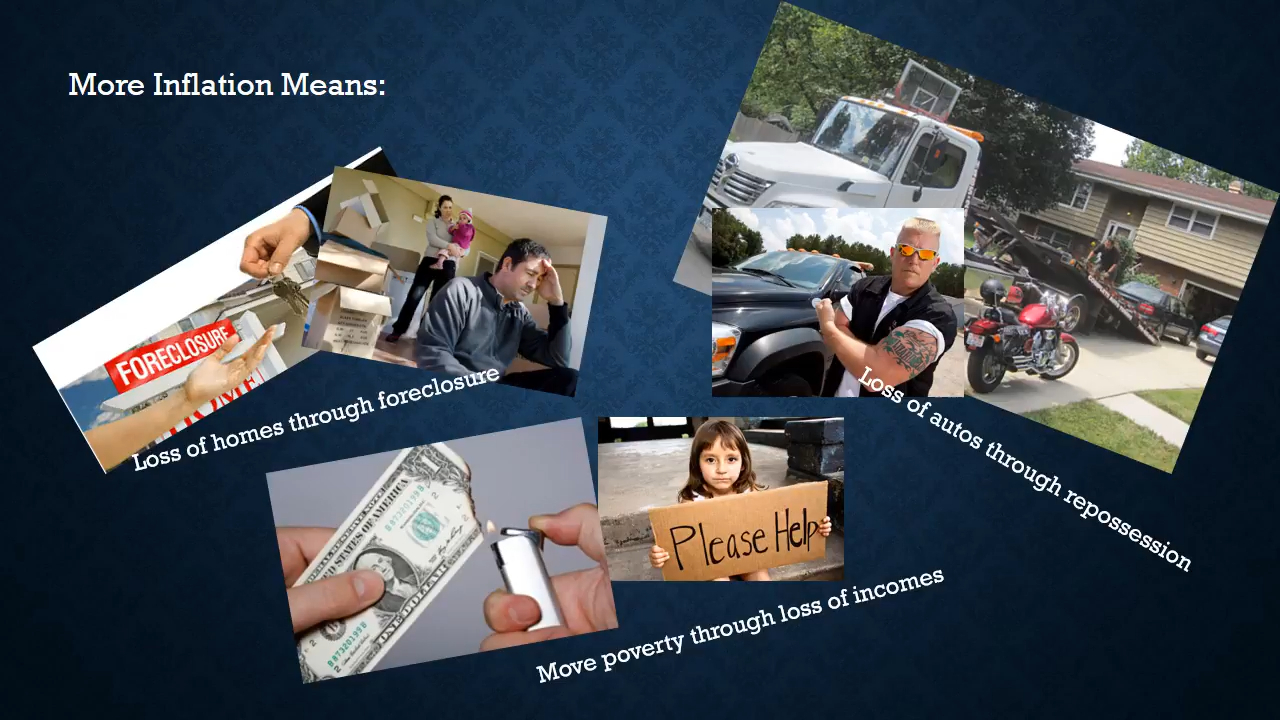 More Inflation Means:
FORECLOSURE
Loss of homes through foreclosure
Loss of autos through repossession
Please Help
Move poverty through loss of incomes